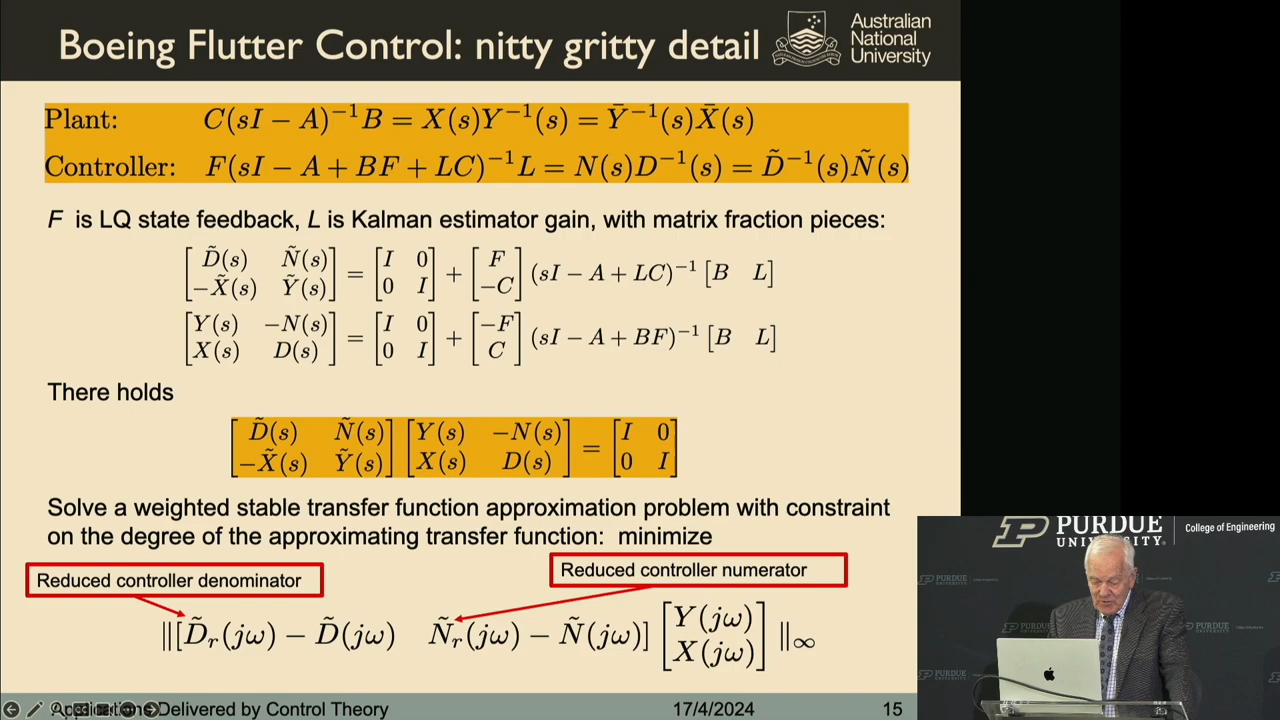 Boeing Flutter Control: nitty gritty detail
Australian
National
University
Plant: C(sI − A)⁻¹B = X(s)Y⁻¹(s) = Ȳ⁻¹(s)X̄(s)
Controller: F(sI − A + BF + LC)⁻¹L = N(s)D⁻¹(s) = D̃⁻¹(s)Ñ(s)
F is LQ state feedback, L is Kalman estimator gain, with matrix fraction pieces:
[D̃(s) Ñ(s); −X̃(s) Ỹ(s)] = [I 0; 0 I] + [F; −C] (sI − A + LC)⁻¹ [B L]
[Y(s) −N(s); X(s) D(s)] = [I 0; 0 I] + [−F; C] (sI − A + BF)⁻¹ [B L]
There holds
[D̃(s) Ñ(s); −X̃(s) Ỹ(s)] [Y(s) −N(s); X(s) D(s)] = [I 0; 0 I]
Solve a weighted stable transfer function approximation problem with constraint
on the degree of the approximating transfer function: minimize
Reduced controller denominator
Reduced controller numerator
‖[D̃ᵣ(jω) − D̃(jω) Ñᵣ(jω) − Ñ(jω)] [Y(jω); X(jω)] ‖∞
Applications Delivered by Control Theory
17/4/2024
15
PURDUE
UNIVERSITY
College of Engineering